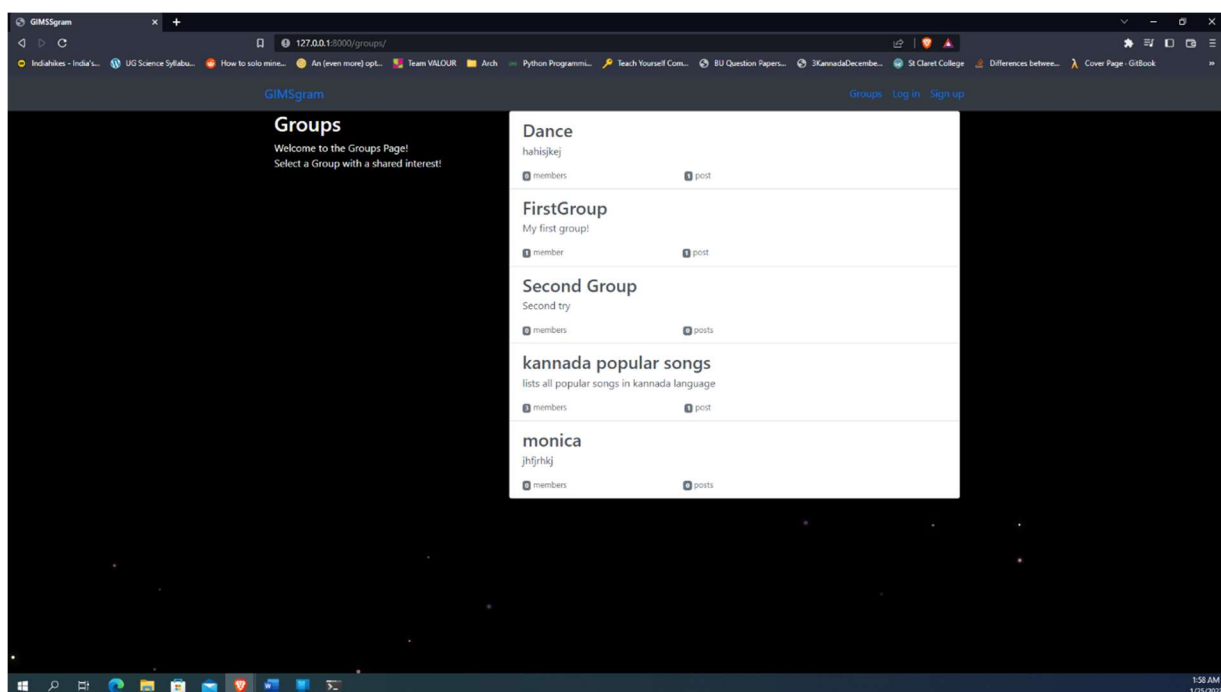 GIMSSgram
127.0.0.1:8000/groups/
Indiahikes - India's... UG Science Syllabu... How to solo mine... An (even more) opt... Team VALOUR Arch Python Programmi... Teach Yourself Com... BU Question Papers... 3KannadaDecembe... St Claret College Differences betwee... Cover Page · GitBook »
GIMSgram Groups Log in Sign up
Groups
Welcome to the Groups Page!
Select a Group with a shared interest!
Dance
hahisjkej
0 members 1 post
FirstGroup
My first group!
1 member 1 post
Second Group
Second try
0 members 0 posts
kannada popular songs
lists all popular songs in kannada language
3 members 1 post
monica
jhfjrhkj
0 members 0 posts
1:58 AM